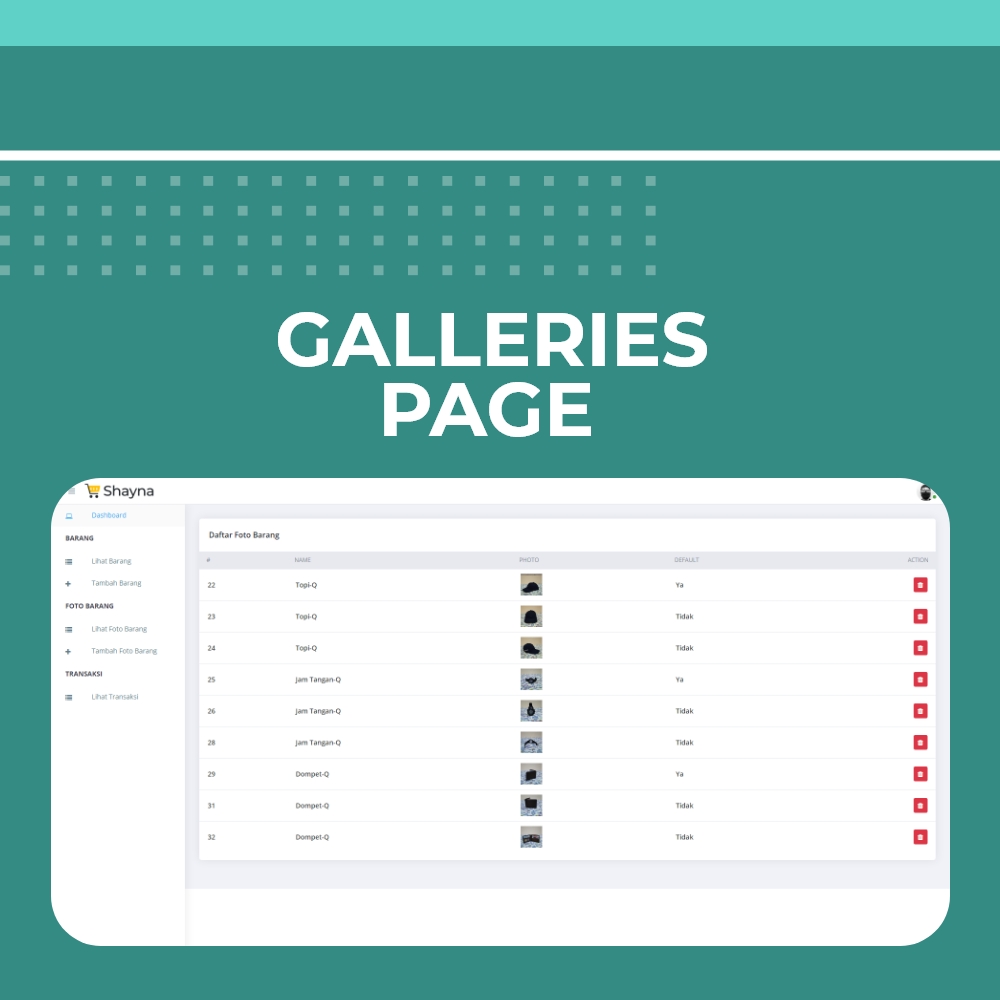 GALLERIES
PAGE
Shayna
Dashboard
BARANG
Lihat Barang
Tambah Barang
FOTO BARANG
Lihat Foto Barang
Tambah Foto Barang
TRANSAKSI
Lihat Transaksi
Daftar Foto Barang
# NAME PHOTO DEFAULT ACTION
22 Topi-Q Ya
23 Topi-Q Tidak
24 Topi-Q Tidak
25 Jam Tangan-Q Ya
26 Jam Tangan-Q Tidak
28 Jam Tangan-Q Tidak
29 Dompet-Q Ya
31 Dompet-Q Tidak
32 Dompet-Q Tidak